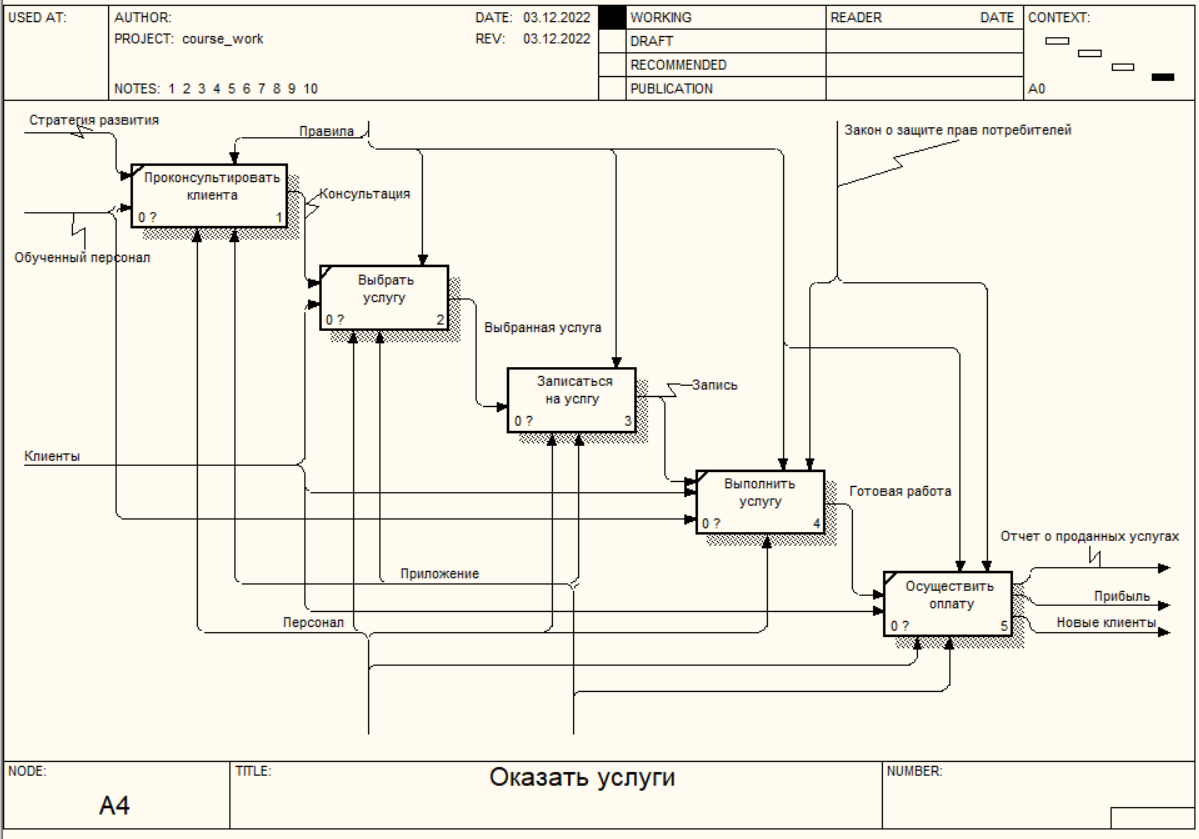 USED AT:
AUTHOR:
DATE: 03.12.2022
WORKING
READER
DATE
CONTEXT:
PROJECT: course_work
REV: 03.12.2022
DRAFT
RECOMMENDED
NOTES: 1 2 3 4 5 6 7 8 9 10
PUBLICATION
A0
Стратегия развития
Правила
Закон о защите прав потребителей
Проконсультировать
клиента
0 ?
1
Консультация
Обученный персонал
Выбрать
услугу
0 ?
2
Выбранная услуга
Записаться
на услгу
0 ?
3
Запись
Клиенты
Выполнить
услугу
0 ?
4
Готовая работа
Отчет о проданных услугах
Приложение
Осуществить
оплату
0 ?
5
Прибыль
Персонал
Новые клиенты
NODE:
TITLE:
Оказать услуги
NUMBER:
A4